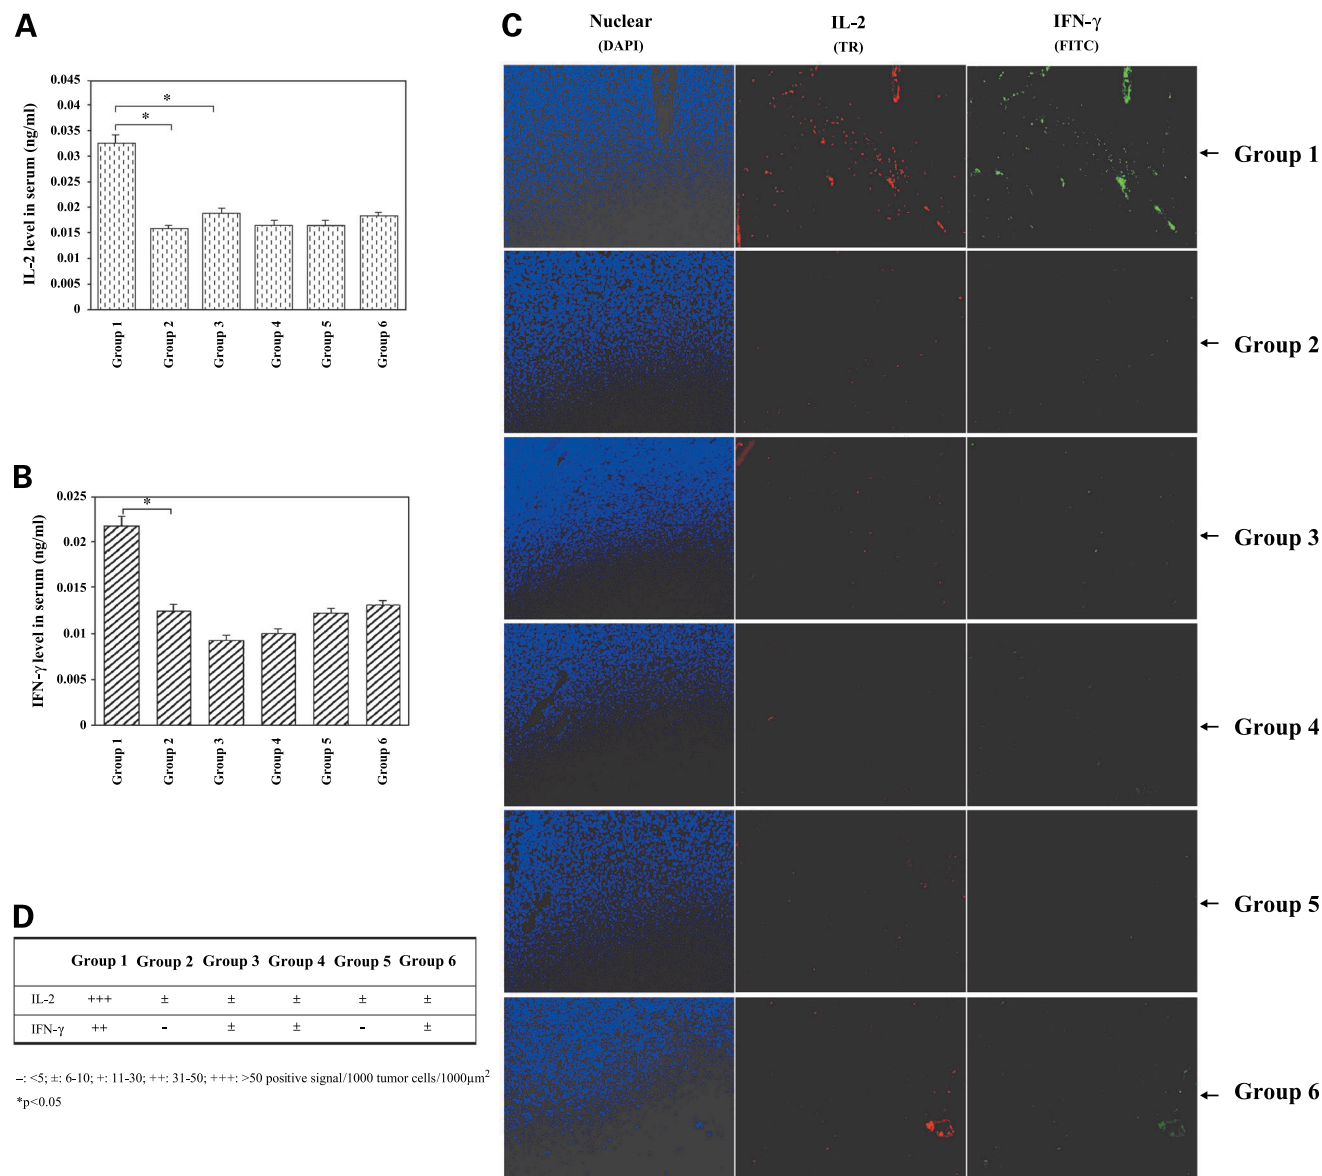 A
IL-2 level in serum (ng/ml)
0.045
0.04
0.035
0.03
0.025
0.02
0.015
0.01
0.005
0
*
*
Group 1
Group 2
Group 3
Group 4
Group 5
Group 6
B
IFN-γ level in serum (ng/ml)
0.025
0.02
0.015
0.01
0.005
0
*
Group 1
Group 2
Group 3
Group 4
Group 5
Group 6
C
Nuclear IL-2 IFN-γ
(DAPI) (TR) (FITC)
Group 1
Group 2
Group 3
Group 4
Group 5
Group 6
D
Group 1 Group 2 Group 3 Group 4 Group 5 Group 6
IL-2 +++ ± ± ± ± ±
IFN-γ ++ - ± ± - ±
–: <5; ±: 6-10; +: 11-30; ++: 31-50; +++: >50 positive signal/1000 tumor cells/1000µm²
*p<0.05